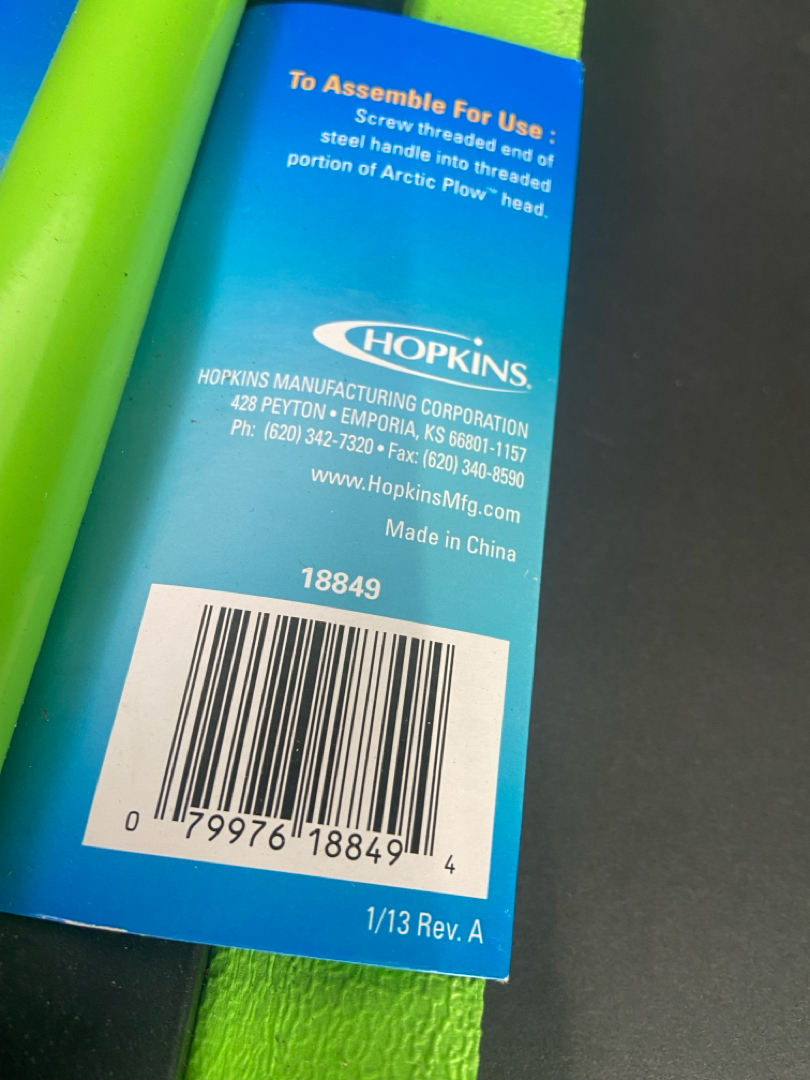 To Assemble For Use :
Screw threaded end of
steel handle into threaded
portion of Arctic Plow™ head.
HOPKINS®
HOPKINS MANUFACTURING CORPORATION
428 PEYTON • EMPORIA, KS 66801-1157
Ph: (620) 342-7320 • Fax: (620) 340-8590
www.HopkinsMfg.com
Made in China
18849
0 79976 18849 4
1/13 Rev. A